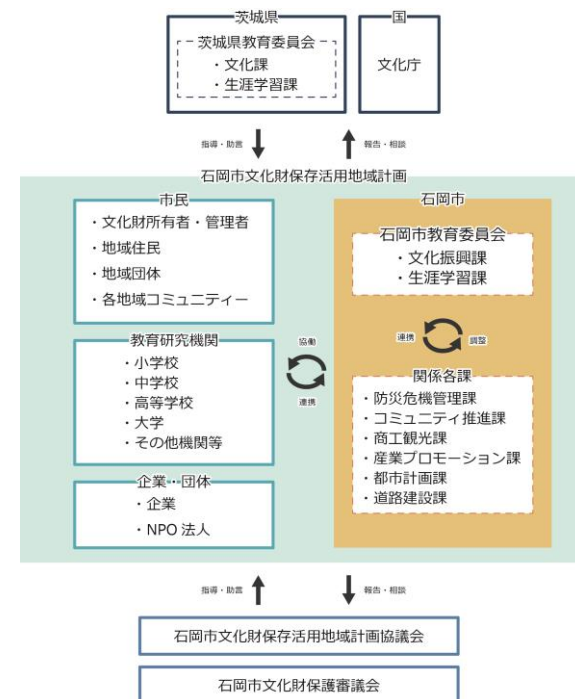 茨城県
茨城県教育委員会
・文化課
・生涯学習課
国
文化庁
指導・助言
報告・相談
石岡市文化財保存活用地域計画
市民
・文化財所有者・管理者
・地域住民
・地域団体
・各地域コミュニティー
教育研究機関
・小学校
・中学校
・高等学校
・大学
・その他機関等
企業・団体
・企業
・NPO 法人
協働
連携
石岡市
石岡市教育委員会
・文化振興課
・生涯学習課
連携
調整
関係各課
・防災危機管理課
・コミュニティ推進課
・商工観光課
・産業プロモーション課
・都市計画課
・道路建設課
指導・助言
報告・相談
石岡市文化財保存活用地域計画協議会
石岡市文化財保護審議会